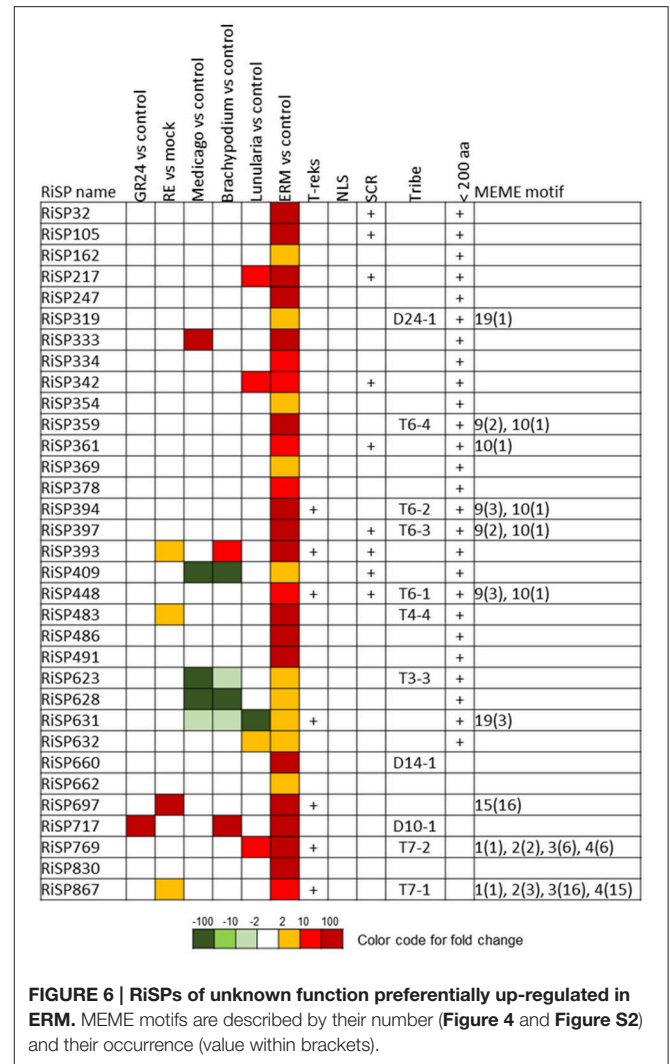 RiSP name GR24 vs control RE vs mock Medicago vs control Brachypodium vs control Lunularia vs control ERM vs control T-reks NLS SCR Tribe < 200 aa MEME motif
RiSP32 + +
RiSP105 + +
RiSP162 +
RiSP217 + +
RiSP247 +
RiSP319 D24-1 + 19(1)
RiSP333 +
RiSP334 +
RiSP342 + +
RiSP354 +
RiSP359 T6-4 + 9(2), 10(1)
RiSP361 + + 10(1)
RiSP369 +
RiSP378 +
RiSP394 + T6-2 + 9(3), 10(1)
RiSP397 + T6-3 + 9(2), 10(1)
RiSP393 + + +
RiSP409 + +
RiSP448 + + T6-1 + 9(3), 10(1)
RiSP483 T4-4 +
RiSP486 +
RiSP491 +
RiSP623 T3-3 +
RiSP628 +
RiSP631 + + 19(3)
RiSP632 +
RiSP660 D14-1
RiSP662
RiSP697 + 15(16)
RiSP717 D10-1
RiSP769 + T7-2 1(1), 2(2), 3(6), 4(6)
RiSP830
RiSP867 + T7-1 1(1), 2(3), 3(16), 4(15)
-100 -10 -2 2 10 100
Color code for fold change
FIGURE 6 | RiSPs of unknown function preferentially up-regulated in
ERM. MEME motifs are described by their number (Figure 4 and Figure S2)
and their occurrence (value within brackets).